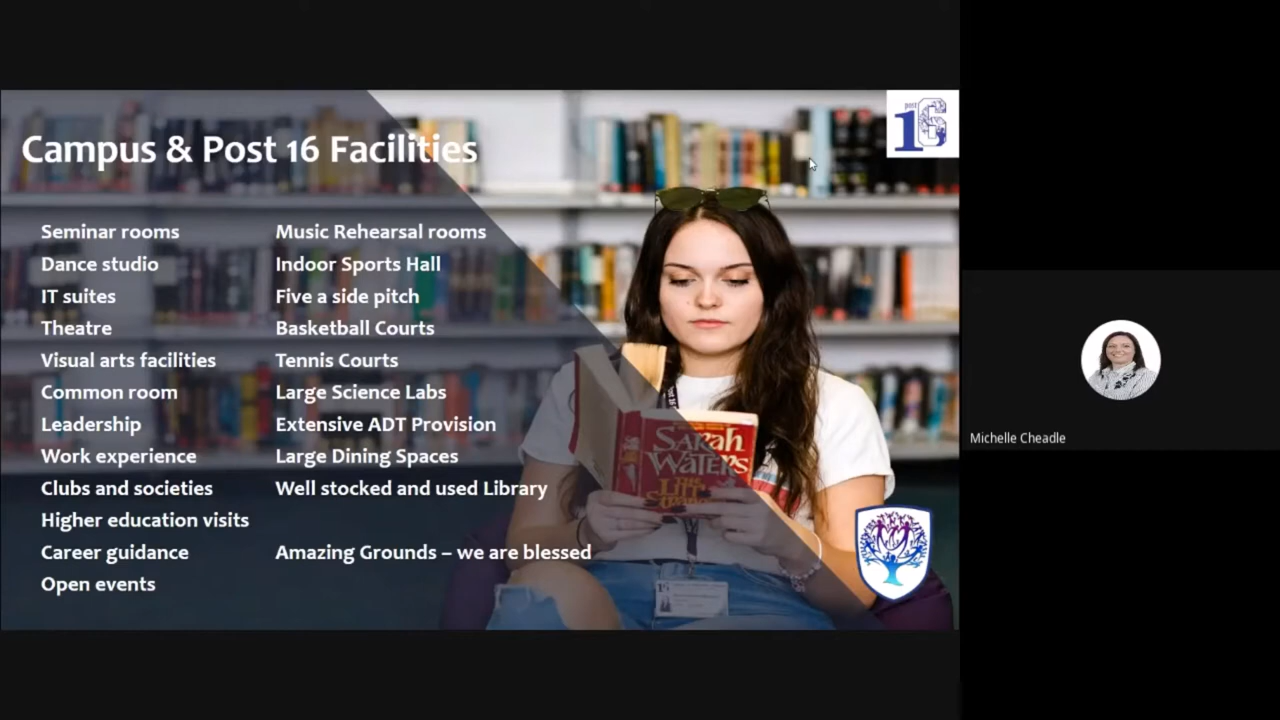 Campus & Post 16 Facilities
post
16
Seminar rooms
Dance studio
IT suites
Theatre
Visual arts facilities
Common room
Leadership
Work experience
Clubs and societies
Higher education visits
Career guidance
Open events
Music Rehearsal rooms
Indoor Sports Hall
Five a side pitch
Basketball Courts
Tennis Courts
Large Science Labs
Extensive ADT Provision
Large Dining Spaces
Well stocked and used Library
Amazing Grounds – we are blessed
SARAH
WATERS
Michelle Cheadle